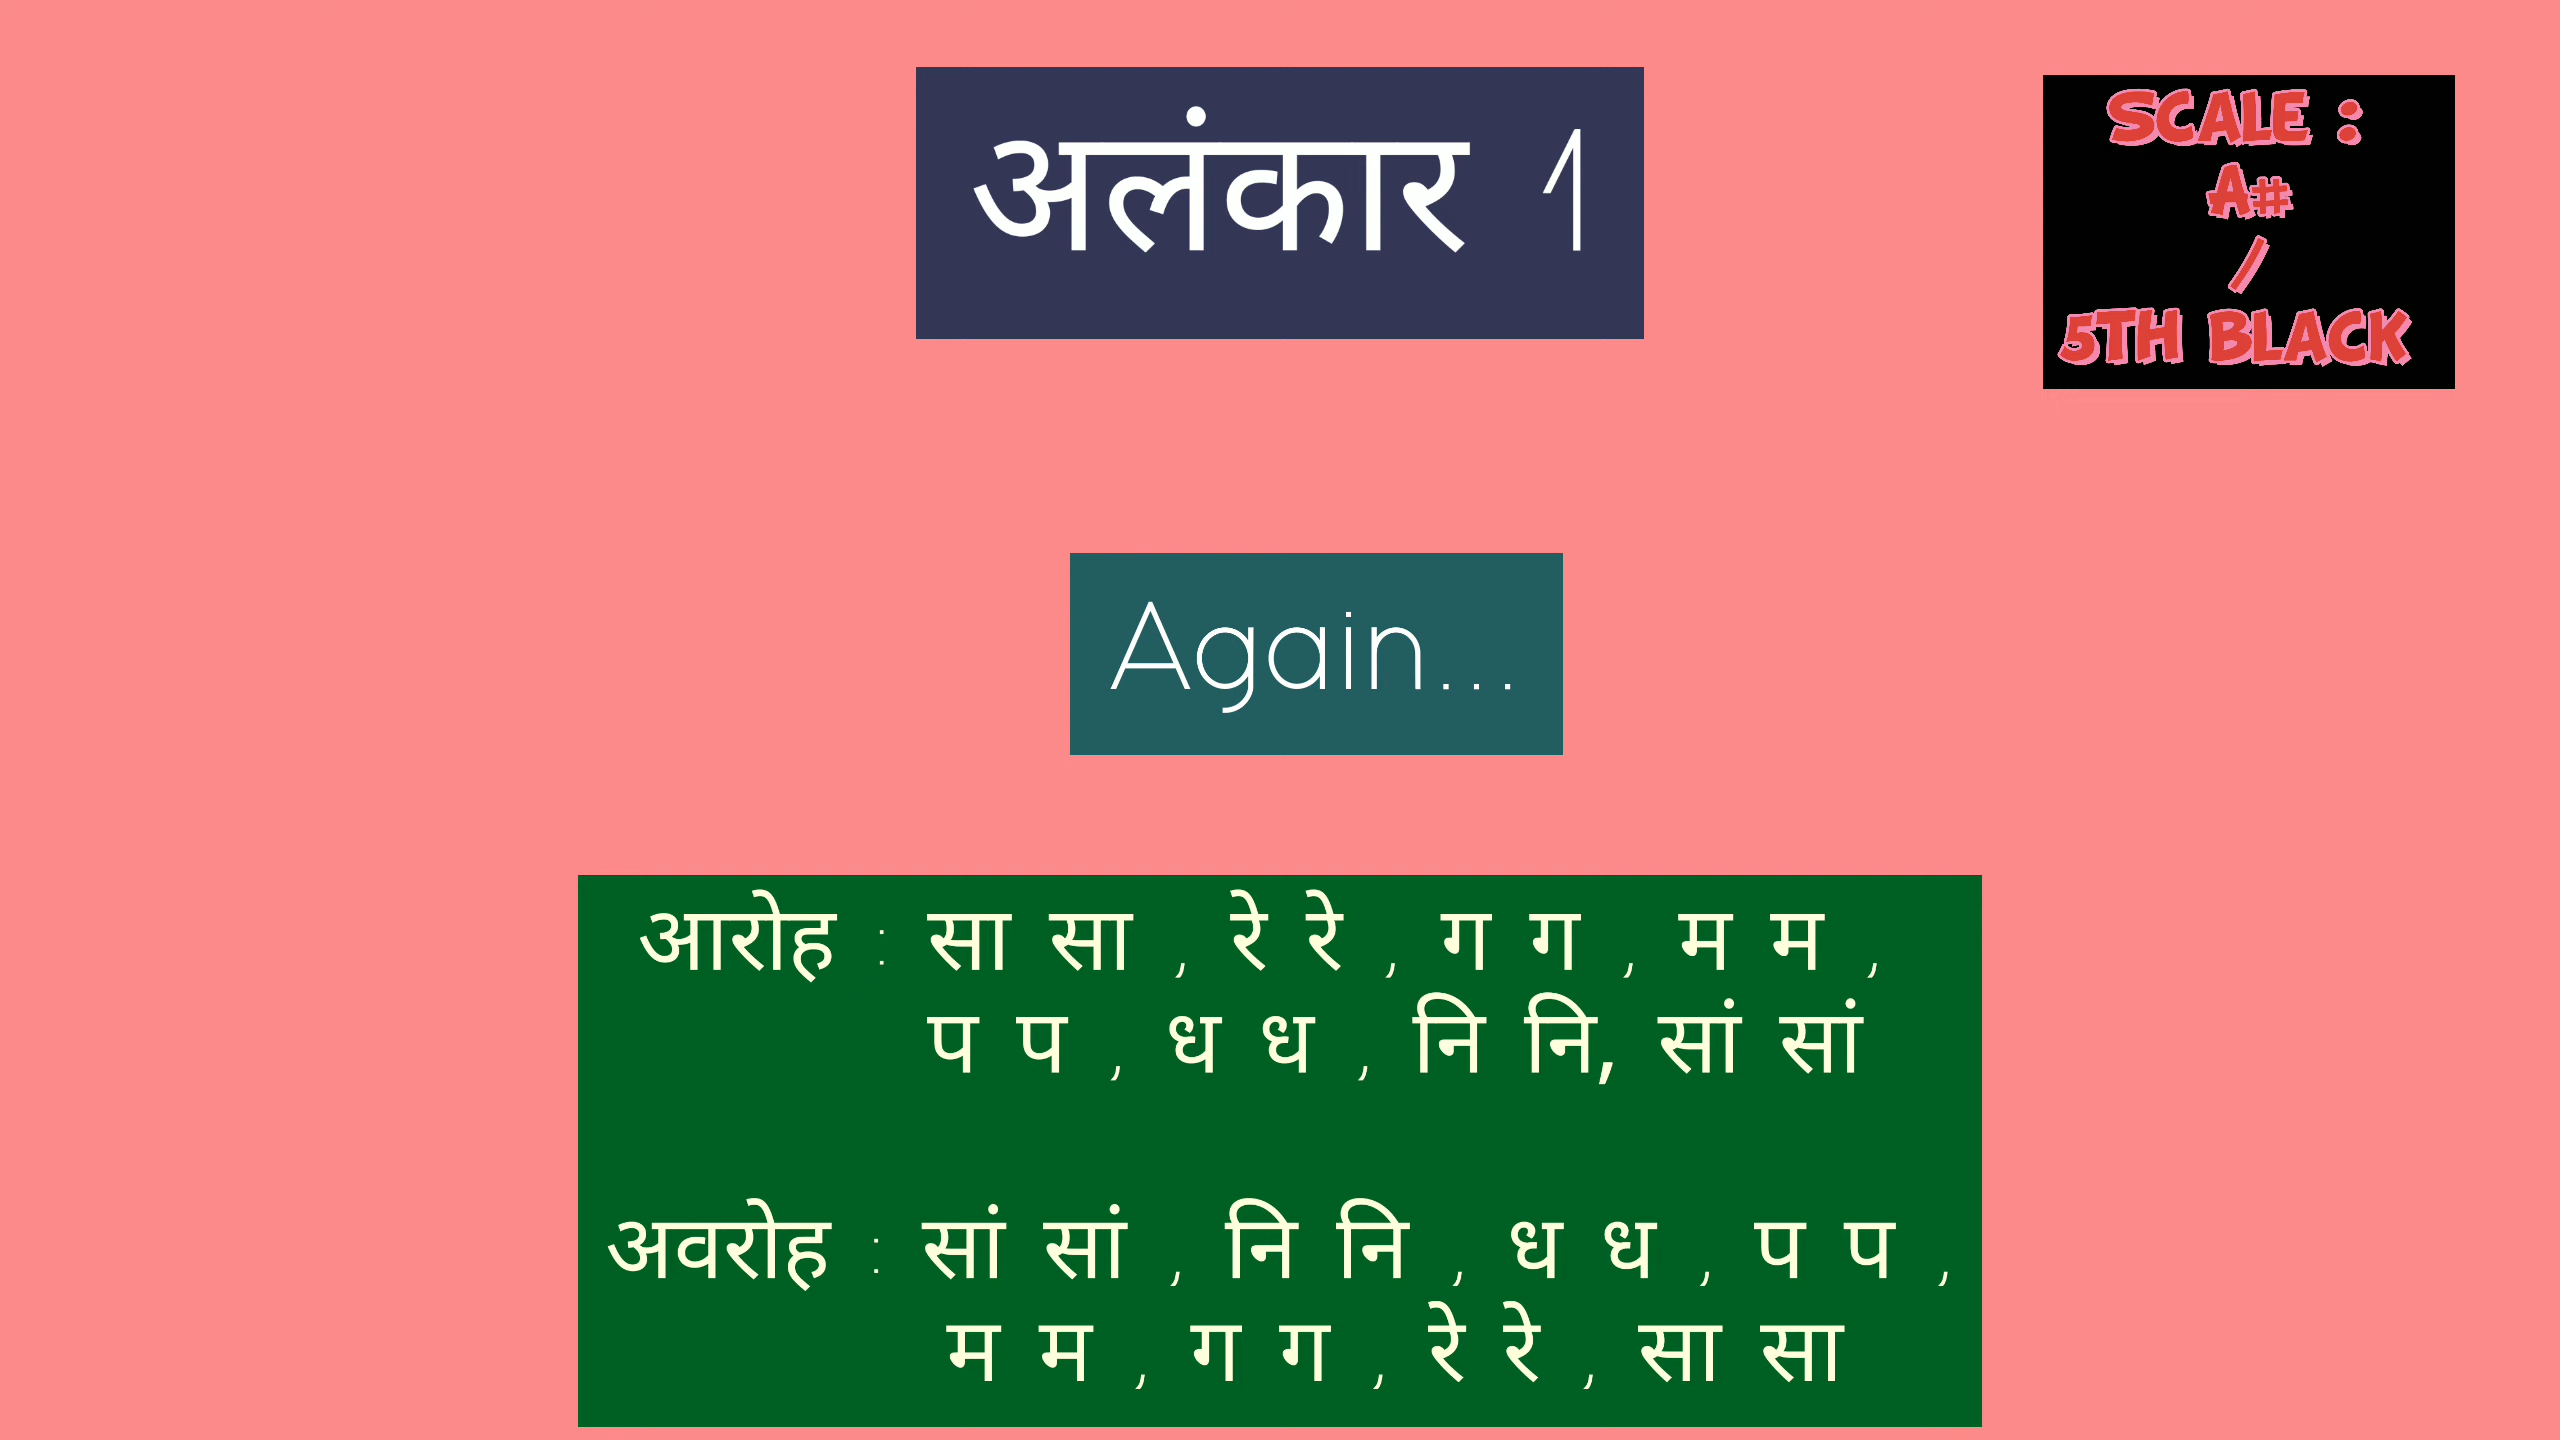 अलंकार 1
SCALE :
A#
/
5TH BLACK
Again...
आरोह : सा सा , रे रे , ग ग , म म ,
प प , ध ध , नि नि, सां सां
अवरोह : सां सां , नि नि , ध ध , प प ,
म म , ग ग , रे रे , सा सा